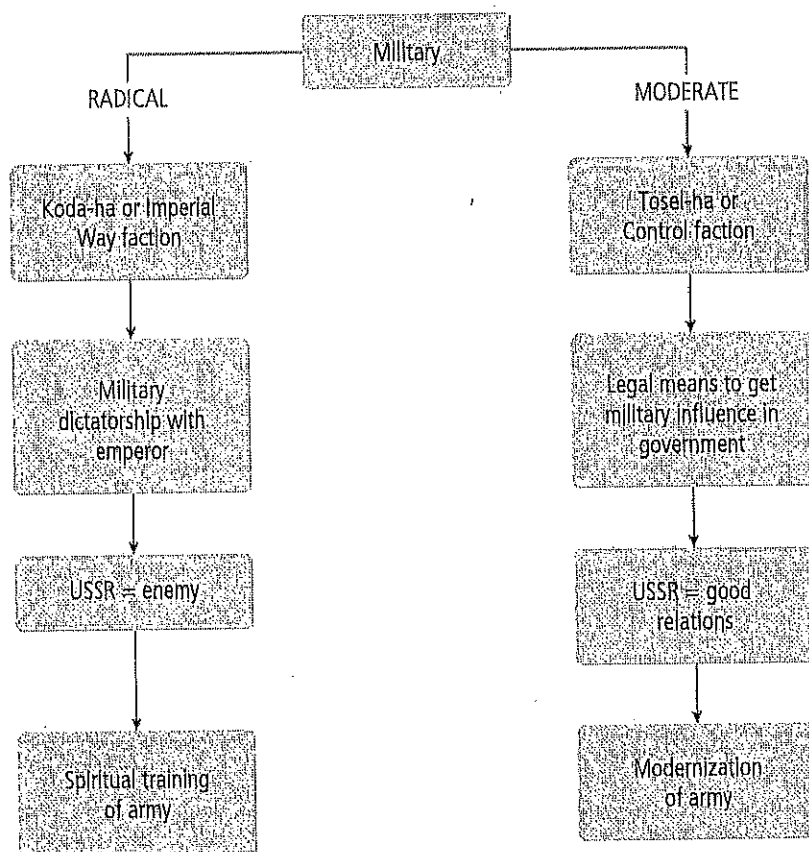 Military
RADICAL
MODERATE
Koda-ha or Imperial
Way faction
Tosei-ha or
Control faction
Military
dictatorship with
emperor
Legal means to get
military influence in
government
USSR = enemy
USSR = good
relations
Spiritual training
of army
Modernization
of army